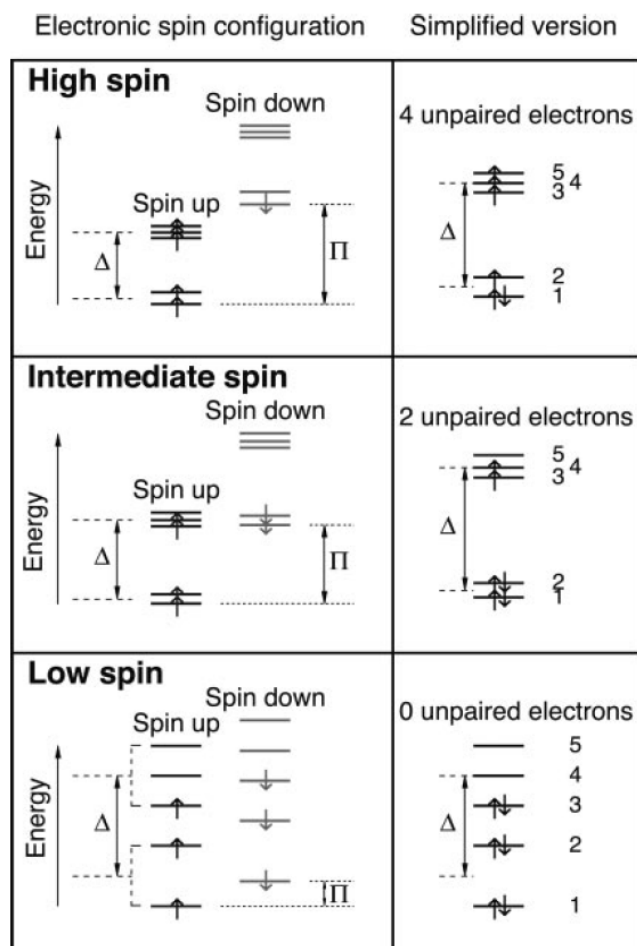 Electronic spin configuration
Simplified version
High spin
Spin down
Spin up
Energy
Δ
Π
4 unpaired electrons
5
4
3
Δ
2
1
Intermediate spin
Spin down
Spin up
Energy
Δ
Π
2 unpaired electrons
5
4
3
Δ
2
1
Low spin
Spin down
Spin up
Energy
Δ
Π
0 unpaired electrons
5
4
3
Δ
2
1